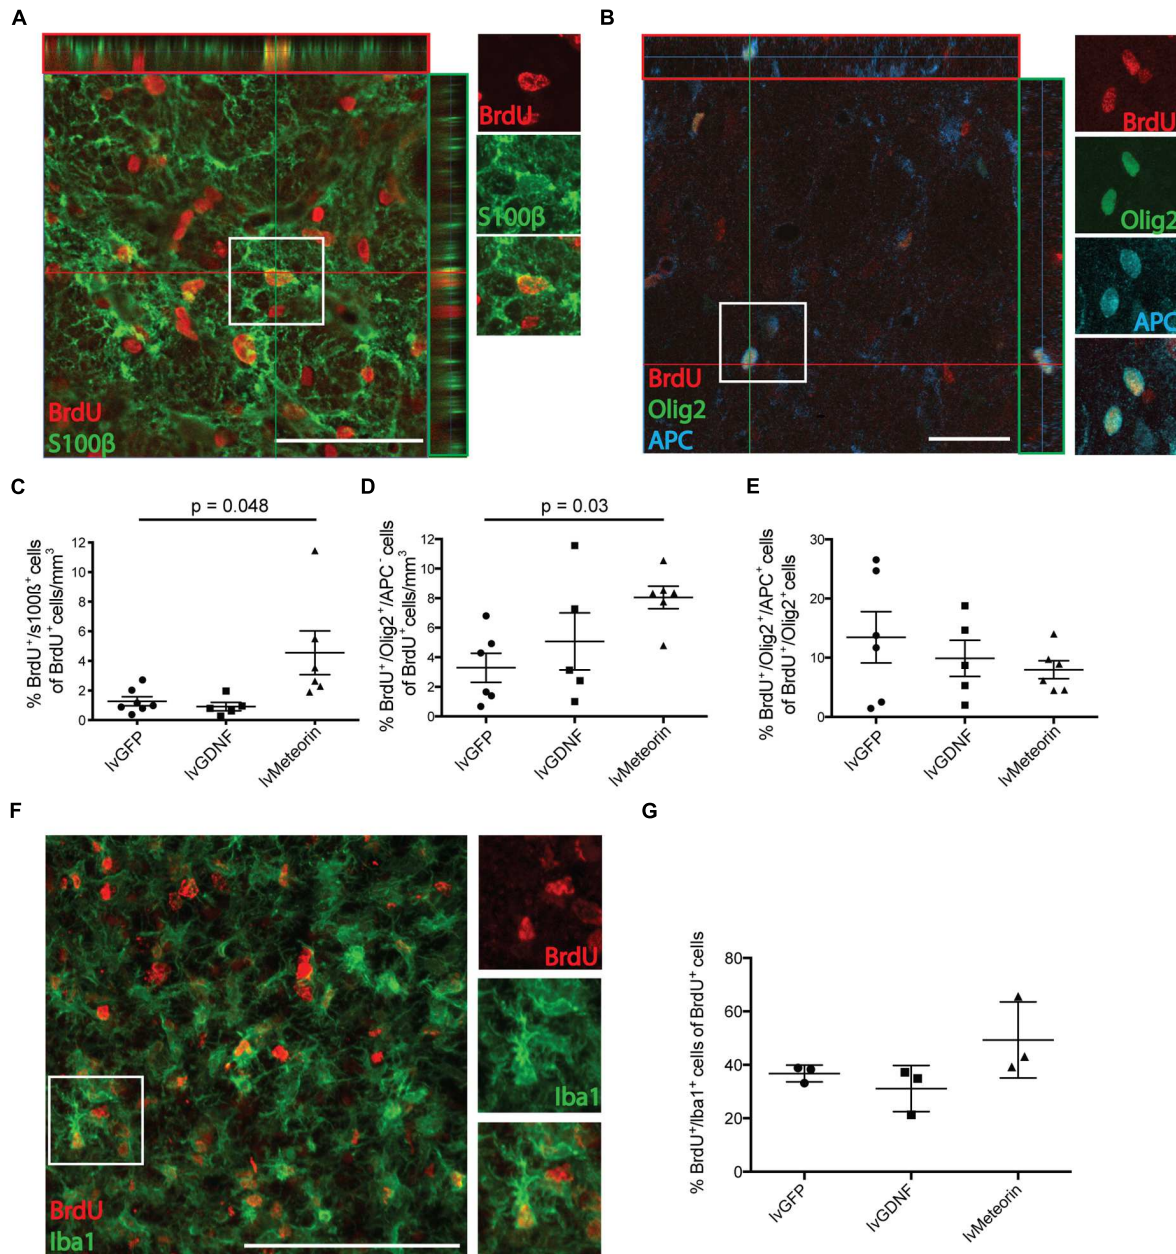 A
BrdU
S100β
BrdU
S100β
B
BrdU
Olig2
APC
BrdU
Olig2
APC
C
p = 0.048
% BrdU⁺/s100ß⁺ cells
of BrdU⁺ cells/mm³
12
10
8
6
4
2
0
lvGFP
lvGDNF
lvMeteorin
D
p = 0.03
% BrdU⁺/Olig2⁺/APC⁻ cells
of BrdU⁺ cells/mm³
12
10
8
6
4
2
0
lvGFP
lvGDNF
lvMeteorin
E
% BrdU⁺/Olig2⁺/APC⁺ cells
of BrdU⁺/Olig2⁺ cells
30
20
10
0
lvGFP
lvGDNF
lvMeteorin
F
BrdU
Iba1
BrdU
Iba1
G
% BrdU⁺/Iba1⁺ cells of BrdU⁺ cells
80
60
40
20
0
lvGFP
lvGDNF
lvMeteorin